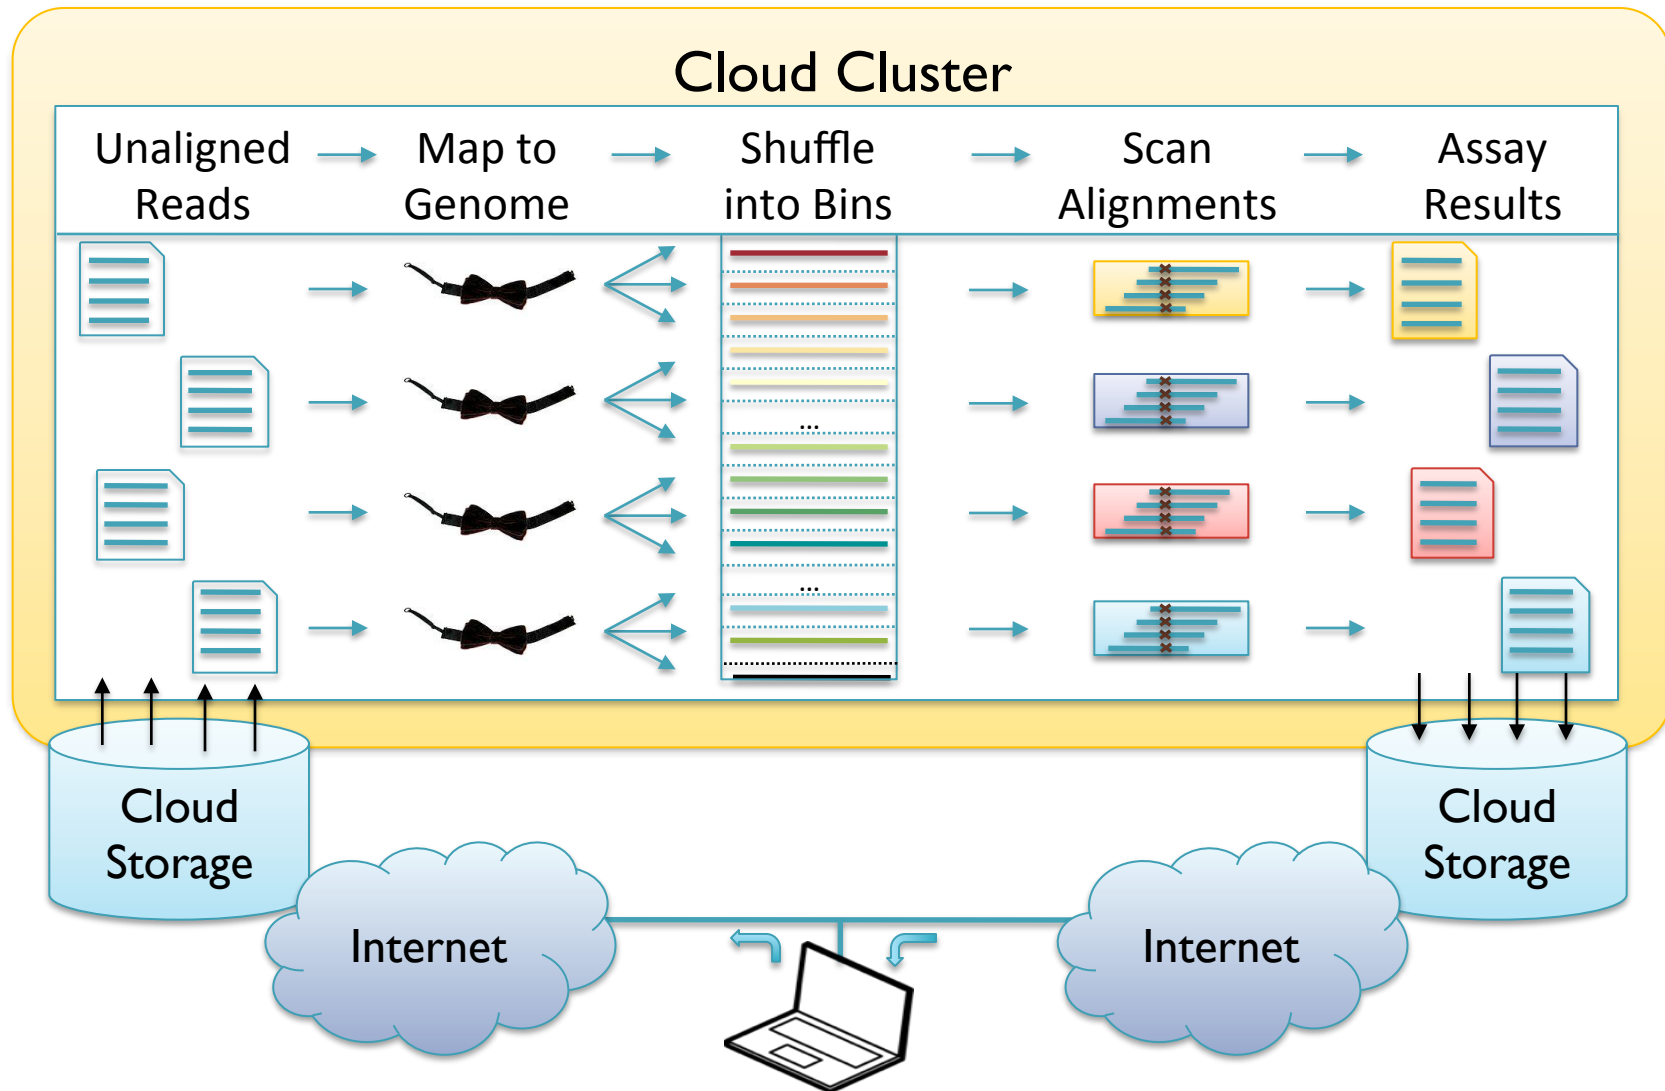 Cloud Cluster
Unaligned
Reads
Map to
Genome
Shuffle
into Bins
Scan
Alignments
Assay
Results
...
...
Cloud
Storage
Cloud
Storage
Internet
Internet